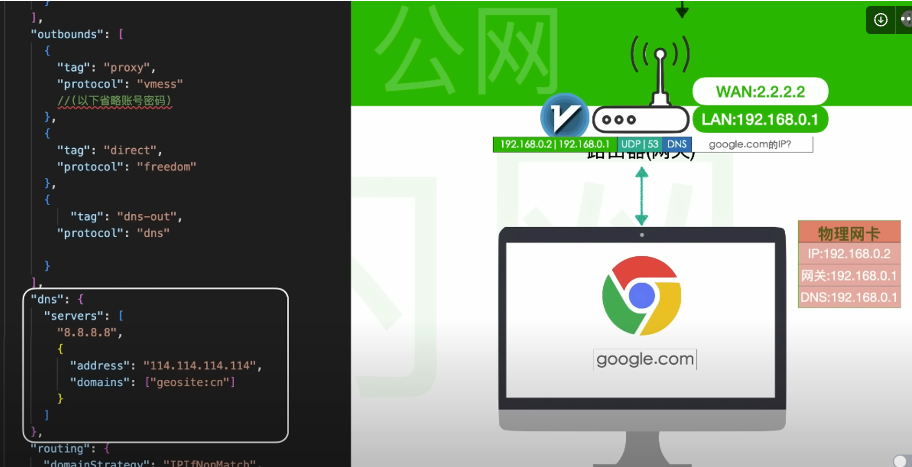 ],
"outbounds": [
{
"tag": "proxy",
"protocol": "vmess"
//(以下省略账号密码)
},
{
"tag": "direct",
"protocol": "freedom"
},
{
"tag": "dns-out",
"protocol": "dns"
}
],
"dns": {
"servers": [
"8.8.8.8",
{
"address": "114.114.114.114",
"domains": ["geosite:cn"]
}
]
},
"routing": {
"domainStrategy": "IPIfNonMatch",
公网
WAN:2.2.2.2
LAN:192.168.0.1
192.168.0.2 | 192.168.0.1 UDP | 53 DNS google.com的IP?
路由器(网关)
物理网卡
IP:192.168.0.2
网关:192.168.0.1
DNS:192.168.0.1
google.com